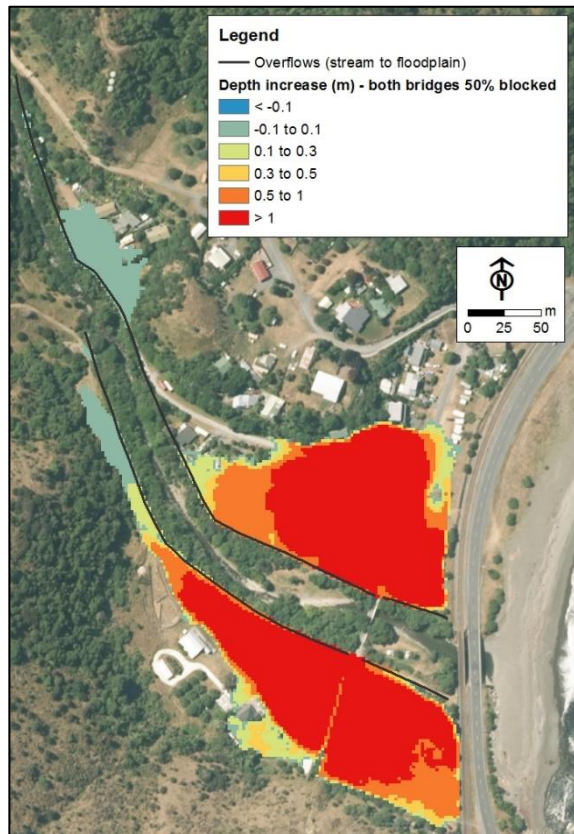 Legend
Overflows (stream to floodplain)
Depth increase (m) - both bridges 50% blocked
< -0.1
-0.1 to 0.1
0.1 to 0.3
0.3 to 0.5
0.5 to 1
> 1
N
m
0 25 50